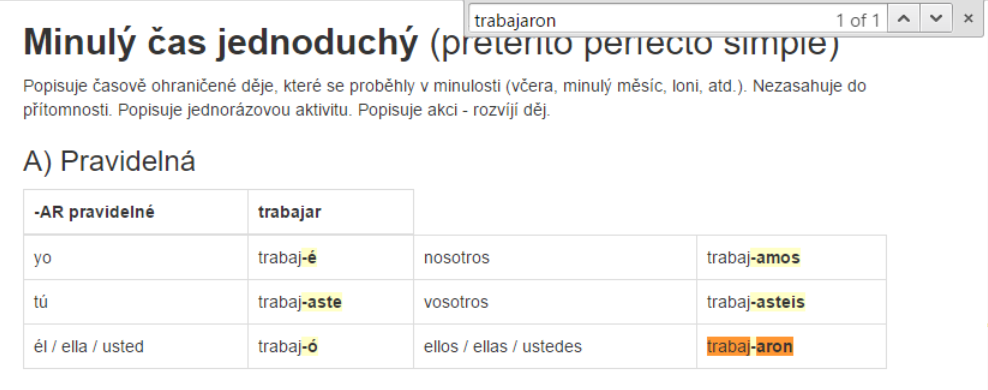 trabajaron 1 of 1
Minulý čas jednoduchý (pretérito perfecto simple)
Popisuje časově ohraničené děje, které se proběhly v minulosti (včera, minulý měsíc, loni, atd.). Nezasahuje do
přítomnosti. Popisuje jednorázovou aktivitu. Popisuje akci - rozvíjí děj.
A) Pravidelná
-AR pravidelné trabajar
yo trabaj-é nosotros trabaj-amos
tú trabaj-aste vosotros trabaj-asteis
él / ella / usted trabaj-ó ellos / ellas / ustedes trabaj-aron